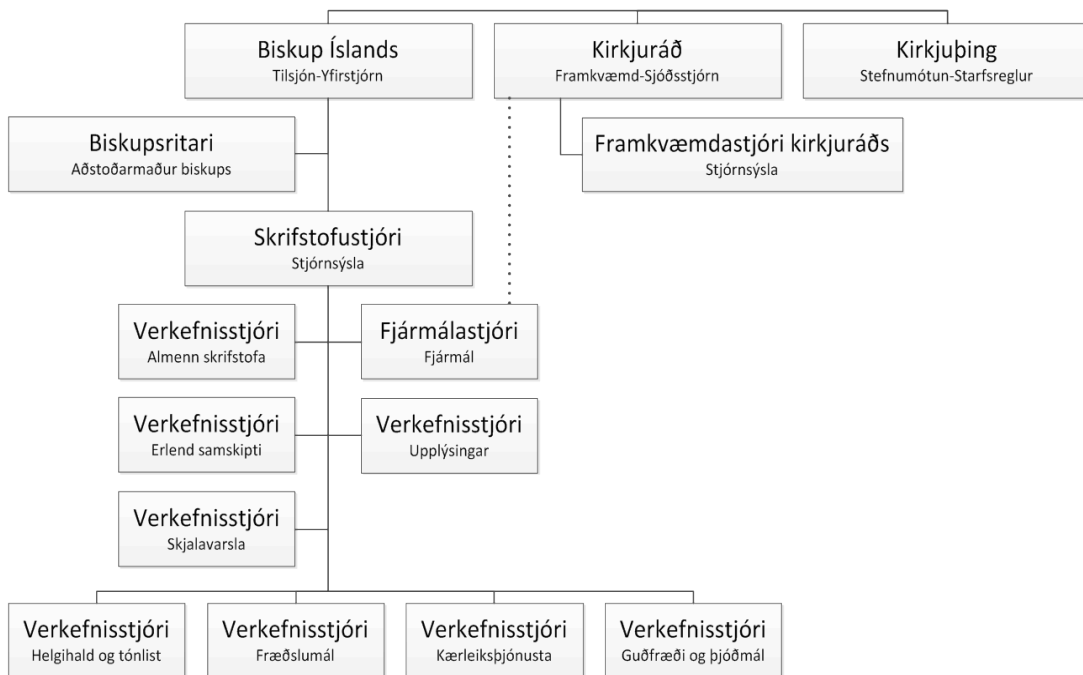 Biskup Íslands
Tilsjón-Yfirstjórn
Kirkjuráð
Framkvæmd-Sjóðsstjórn
Kirkjuþing
Stefnumótun-Starfsreglur
Biskupsritari
Aðstoðarmaður biskups
Framkvæmdastjóri kirkjuráðs
Stjórnsýsla
Skrifstofustjóri
Stjórnsýsla
Verkefnisstjóri
Almenn skrifstofa
Fjármálastjóri
Fjármál
Verkefnisstjóri
Erlend samskipti
Verkefnisstjóri
Upplýsingar
Verkefnisstjóri
Skjalavarsla
Verkefnisstjóri
Helgihald og tónlist
Verkefnisstjóri
Fræðslumál
Verkefnisstjóri
Kærleiksþjónusta
Verkefnisstjóri
Guðfræði og þjóðmál